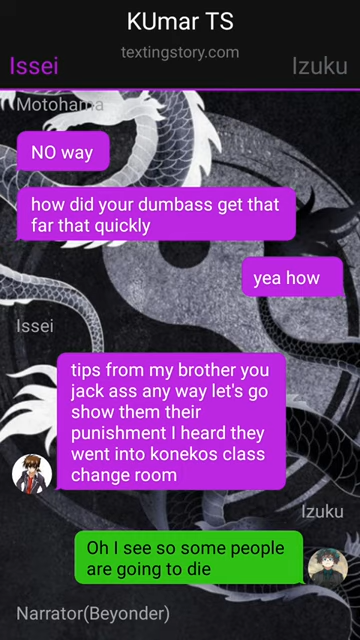 KUmar TS
textingstory.com
Issei
Izuku
Motohama
NO way
how did your dumbass get that
far that quickly
yea how
Issei
tips from my brother you
jack ass any way let's go
show them their
punishment I heard they
went into konekos class
change room
Izuku
Oh I see so some people
are going to die
Narrator(Beyonder)